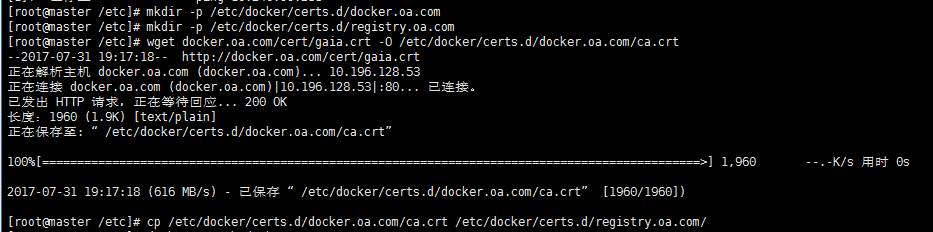 [root@master /etc]# mkdir -p /etc/docker/certs.d/docker.oa.com
[root@master /etc]# mkdir -p /etc/docker/certs.d/registry.oa.com
[root@master /etc]# wget docker.oa.com/cert/gaia.crt -O /etc/docker/certs.d/docker.oa.com/ca.crt
--2017-07-31 19:17:18--  http://docker.oa.com/cert/gaia.crt
正在解析主机 docker.oa.com (docker.oa.com)... 10.196.128.53
正在连接 docker.oa.com (docker.oa.com)|10.196.128.53|:80... 已连接。
已发出 HTTP 请求，正在等待回应... 200 OK
长度：1960 (1.9K) [text/plain]
正在保存至: “ /etc/docker/certs.d/docker.oa.com/ca.crt”
100%[=============================================================================================>] 1,960       --.-K/s 用时 0s
2017-07-31 19:17:18 (616 MB/s) - 已保存 “ /etc/docker/certs.d/docker.oa.com/ca.crt”  [1960/1960])
[root@master /etc]# cp /etc/docker/certs.d/docker.oa.com/ca.crt /etc/docker/certs.d/registry.oa.com/